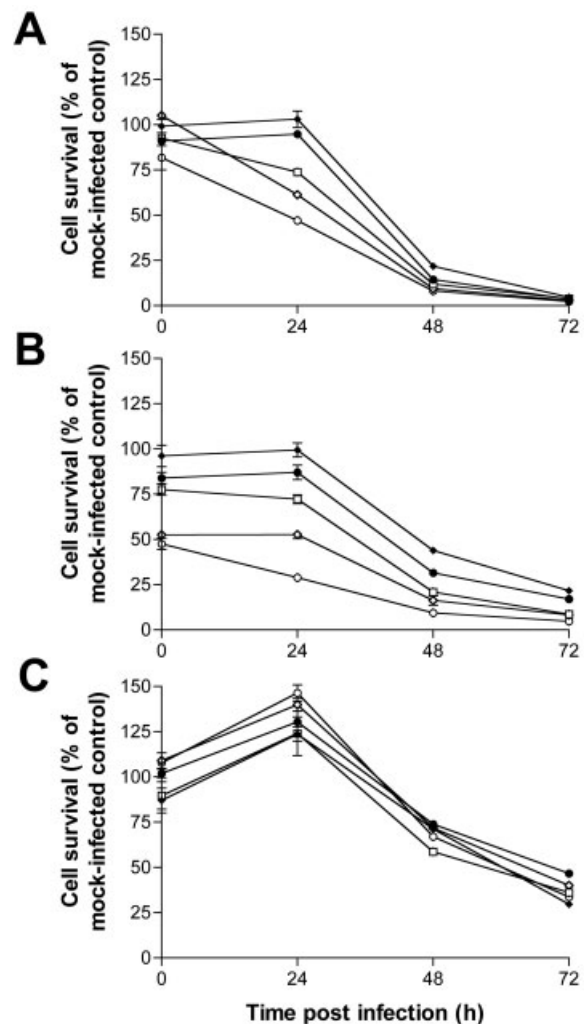 A
Cell survival (% of
mock-infected control)
150
125
100
75
50
25
0
0 24 48 72
B
Cell survival (% of
mock-infected control)
150
125
100
75
50
25
0
0 24 48 72
C
Cell survival (% of
mock-infected control)
150
125
100
75
50
25
0
0 24 48 72
Time post infection (h)